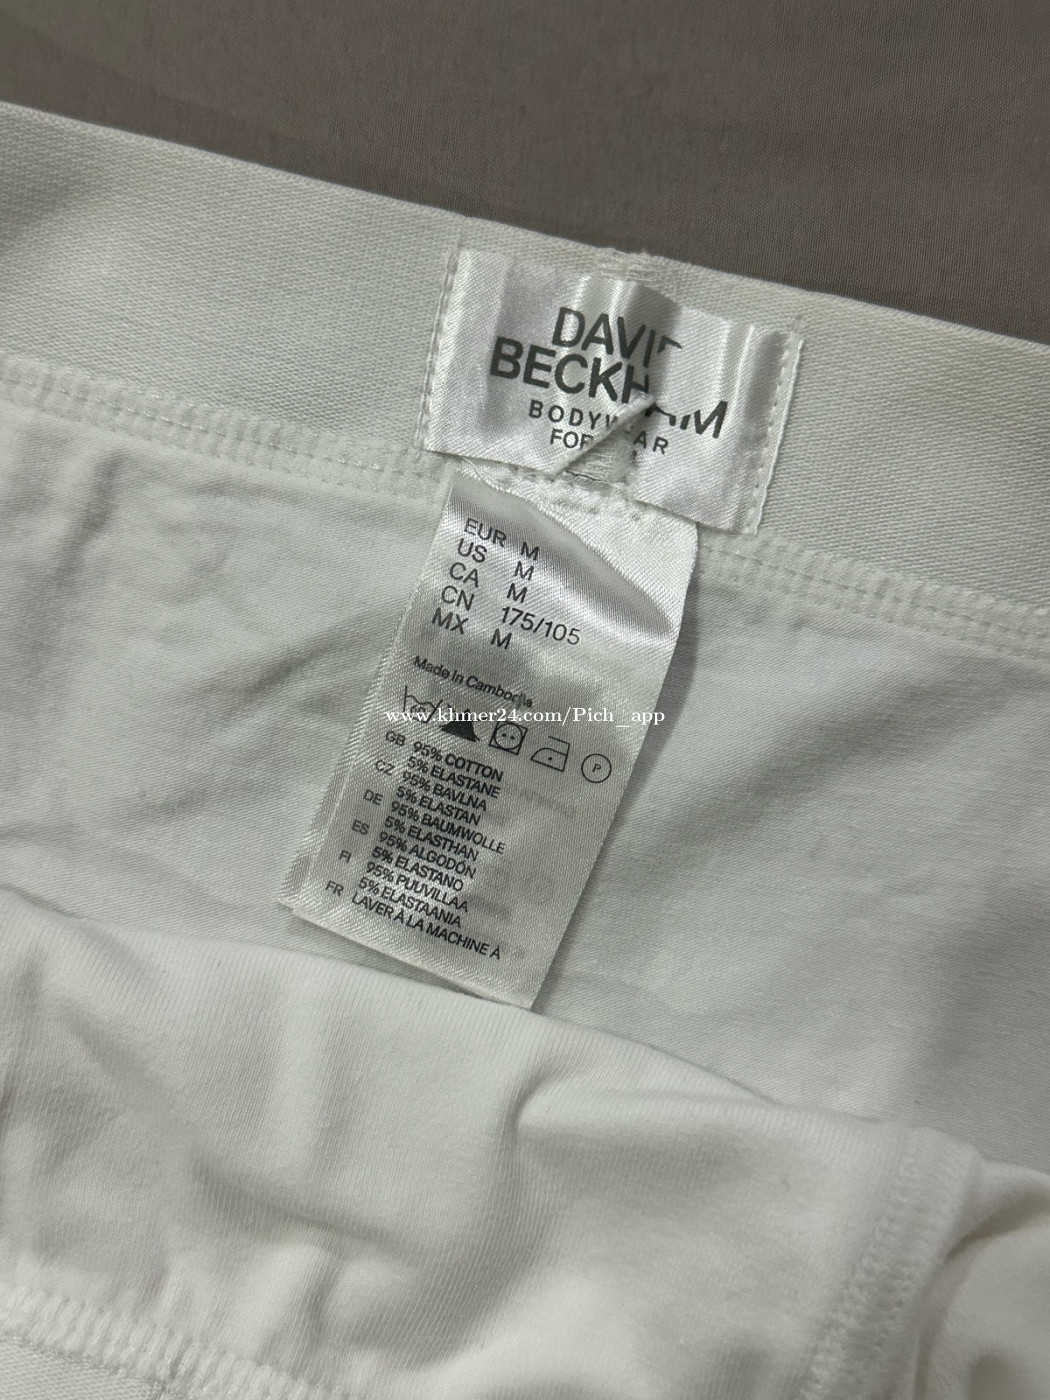 DAVID
BECKHAM
BODYWEAR
FOR
EUR M
US M
CA M
CN 175/105
MX M
Made in Cambodia
www.khmer24.com/Pich_app
P
GB 95% COTTON
5% ELASTANE
CZ 95% BAVLNA
5% ELASTAN
DE 95% BAUMWOLLE
5% ELASTHAN
ES 95% ALGODÓN
5% ELASTANO
FI 95% PUUVILLAA
5% ELASTAANIA
FR LAVER À LA MACHINE À